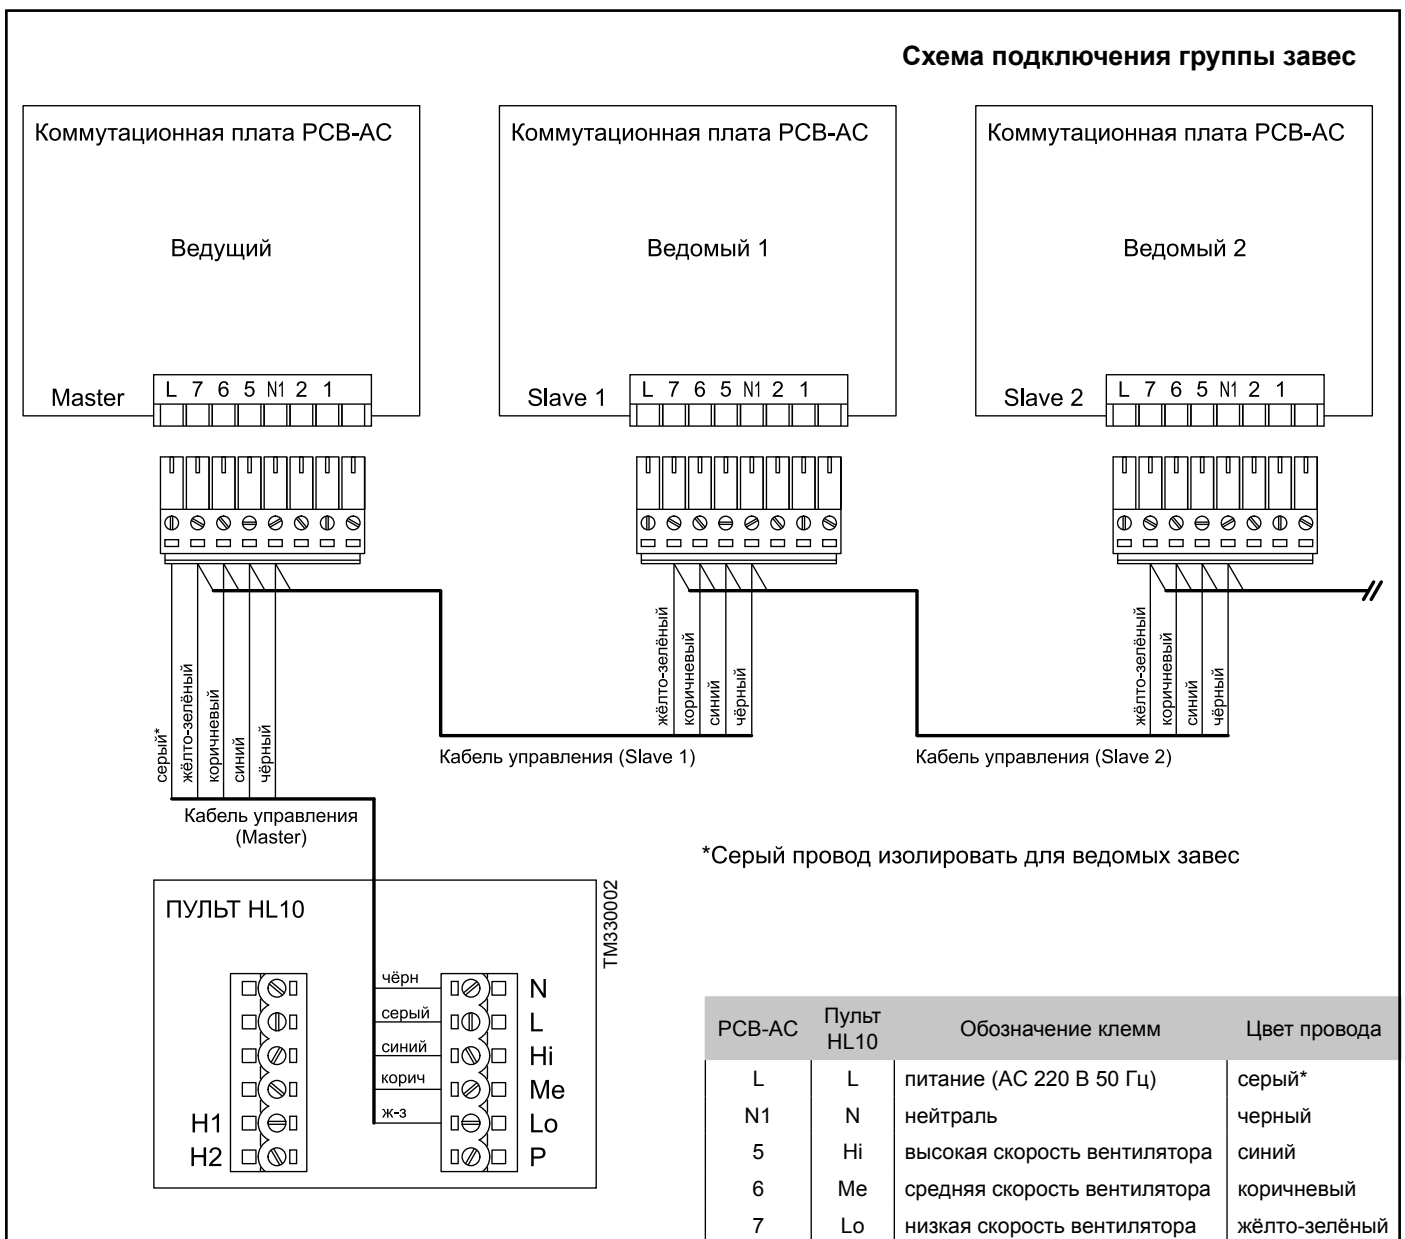 Схема подключения группы завес
Коммутационная плата PCB-AC
Ведущий
Master
L 7 6 5 N1 2 1
Коммутационная плата PCB-AC
Ведомый 1
Slave 1
L 7 6 5 N1 2 1
Коммутационная плата PCB-AC
Ведомый 2
Slave 2
L 7 6 5 N1 2 1
серый*
жёлто-зелёный
коричневый
синий
чёрный
Кабель управления
(Master)
жёлто-зелёный
коричневый
синий
чёрный
Кабель управления (Slave 1)
жёлто-зелёный
коричневый
синий
чёрный
Кабель управления (Slave 2)
*Серый провод изолировать для ведомых завес
ПУЛЬТ HL10
TM330002
H1
H2
чёрн N
серый L
синий Hi
корич Me
ж-з Lo
P
PCB-AC Пульт HL10 Обозначение клемм Цвет провода
L L питание (АС 220 В 50 Гц) серый*
N1 N нейтраль черный
5 Hi высокая скорость вентилятора синий
6 Me средняя скорость вентилятора коричневый
7 Lo низкая скорость вентилятора жёлто-зелёный